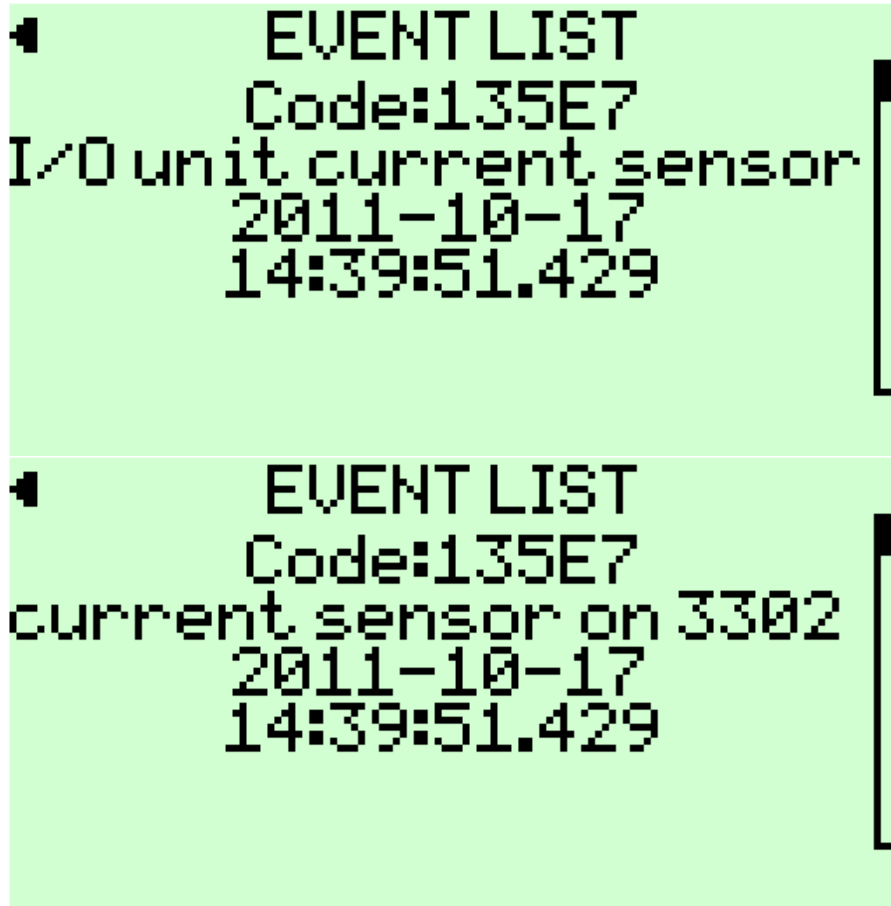 EVENT LIST
Code:135E7
I/O unit current sensor
2011-10-17
14:39:51.429
EVENT LIST
Code:135E7
current sensor on 3302
2011-10-17
14:39:51.429